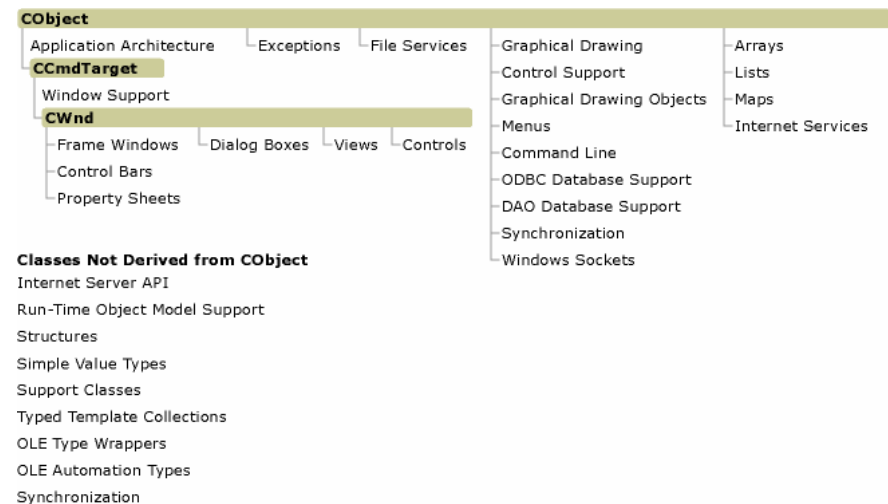 CObject
Application Architecture
Exceptions
File Services
Graphical Drawing
Arrays
CCmdTarget
Control Support
Lists
Window Support
Graphical Drawing Objects
Maps
CWnd
Menus
Internet Services
Frame Windows
Dialog Boxes
Views
Controls
Command Line
Control Bars
ODBC Database Support
Property Sheets
DAO Database Support
Synchronization
Windows Sockets
Classes Not Derived from CObject
Internet Server API
Run-Time Object Model Support
Structures
Simple Value Types
Support Classes
Typed Template Collections
OLE Type Wrappers
OLE Automation Types
Synchronization